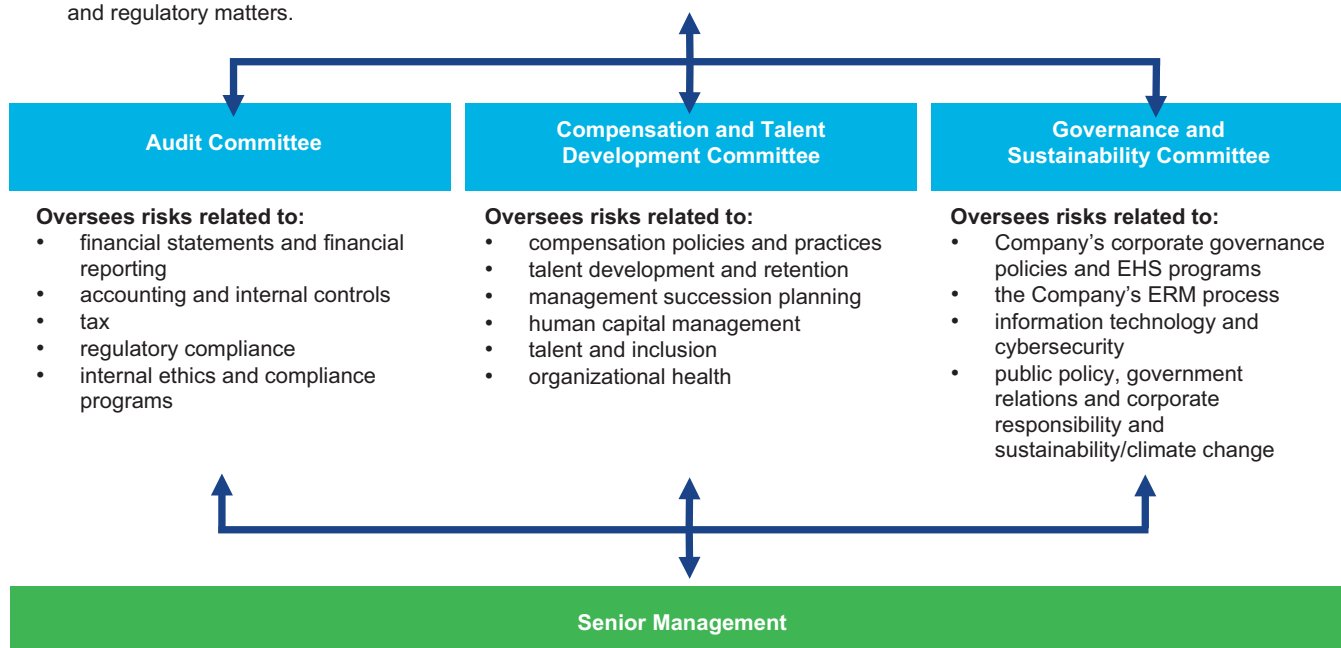 and regulatory matters.
Audit Committee
Compensation and Talent
Development Committee
Governance and
Sustainability Committee
Oversees risks related to:
• financial statements and financial
reporting
• accounting and internal controls
• tax
• regulatory compliance
• internal ethics and compliance
programs
Oversees risks related to:
• compensation policies and practices
• talent development and retention
• management succession planning
• human capital management
• talent and inclusion
• organizational health
Oversees risks related to:
• Company’s corporate governance
policies and EHS programs
• the Company’s ERM process
• information technology and
cybersecurity
• public policy, government
relations and corporate
responsibility and
sustainability/climate change
Senior Management